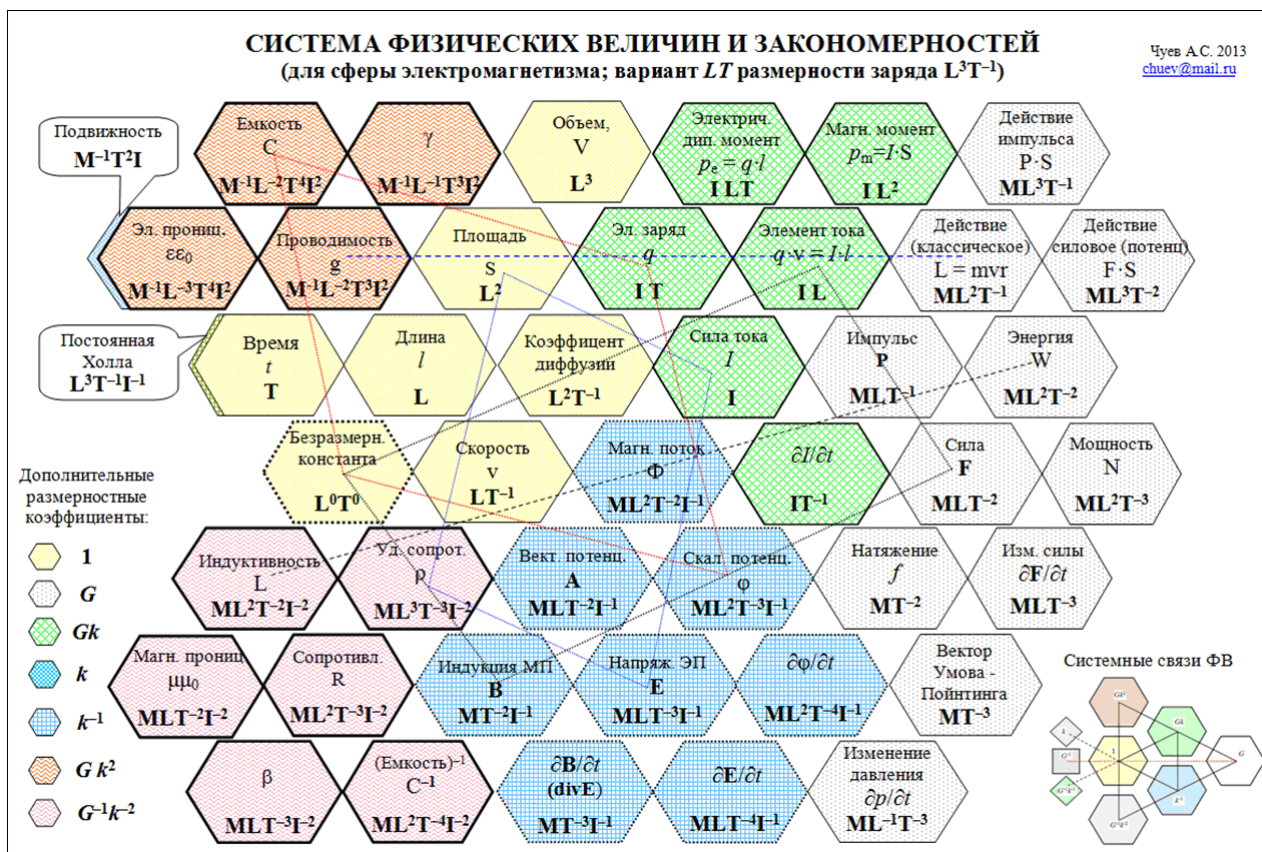 СИСТЕМА ФИЗИЧЕСКИХ ВЕЛИЧИН И ЗАКОНОМЕРНОСТЕЙ
(для сферы электромагнетизма; вариант LT размерности заряда L³T⁻¹)
Чуев А.С. 2013
chuev@mail.ru
Подвижность
M⁻¹T²I
Емкость
C
M⁻¹L⁻²T⁴I²
γ
M⁻¹L⁻¹T³I²
Объем,
V
L³
Электрич.
дип. момент
pₑ = q·l
I LT
Магн. момент
pₘ=I·S
I L²
Действие
импульса
P·S
ML³T⁻¹
Эл. прониц.
εε₀
M⁻¹L⁻³T⁴I²
Проводимость
g
M⁻¹L⁻²T³I²
Площадь
S
L²
Эл. заряд
q
I T
Элемент тока
q·v = I·l
I L
Действие
(классическое)
L = mvr
ML²T⁻¹
Действие
силовое (потенц)
F·S
ML³T⁻²
Постоянная
Холла
L³T⁻¹I⁻¹
Время
t
T
Длина
l
L
Коэффицент
диффузии
L²T⁻¹
Сила тока
I
I
Импульс
P
MLT⁻¹
Энергия
W
ML²T⁻²
Безразмерн.
константа
L⁰T⁰
Скорость
v
LT⁻¹
Магн. поток
Φ
ML²T⁻²I⁻¹
∂I/∂t
IT⁻¹
Сила
F
MLT⁻²
Мощность
N
ML²T⁻³
Дополнительные
размерностные
коэффициенты:
1
G
Gk
k
k⁻¹
G k²
G⁻¹k⁻²
Индуктивность
L
ML²T⁻²I⁻²
Уд. сопрот.
ρ
ML³T⁻³I⁻²
Вект. потенц.
A
MLT⁻²I⁻¹
Скал. потенц.
φ
ML²T⁻³I⁻¹
Натяжение
f
MT⁻²
Изм. силы
∂F/∂t
MLT⁻³
Магн. прониц
μμ₀
MLT⁻²I⁻²
Сопротивл.
R
ML²T⁻³I⁻²
Индукция МП
B
MT⁻²I⁻¹
Напряж. ЭП
E
MLT⁻³I⁻¹
∂φ/∂t
ML²T⁻⁴I⁻¹
Вектор
Умова -
Пойнтинга
MT⁻³
Системные связи ФВ
β
MLT⁻³I⁻²
(Емкость)⁻¹
C⁻¹
ML²T⁻⁴I⁻²
∂B/∂t
(divE)
MT⁻³I⁻¹
∂E/∂t
MLT⁻⁴I⁻¹
Изменение
давления
∂p/∂t
ML⁻¹T⁻³
Gk
k
1
G